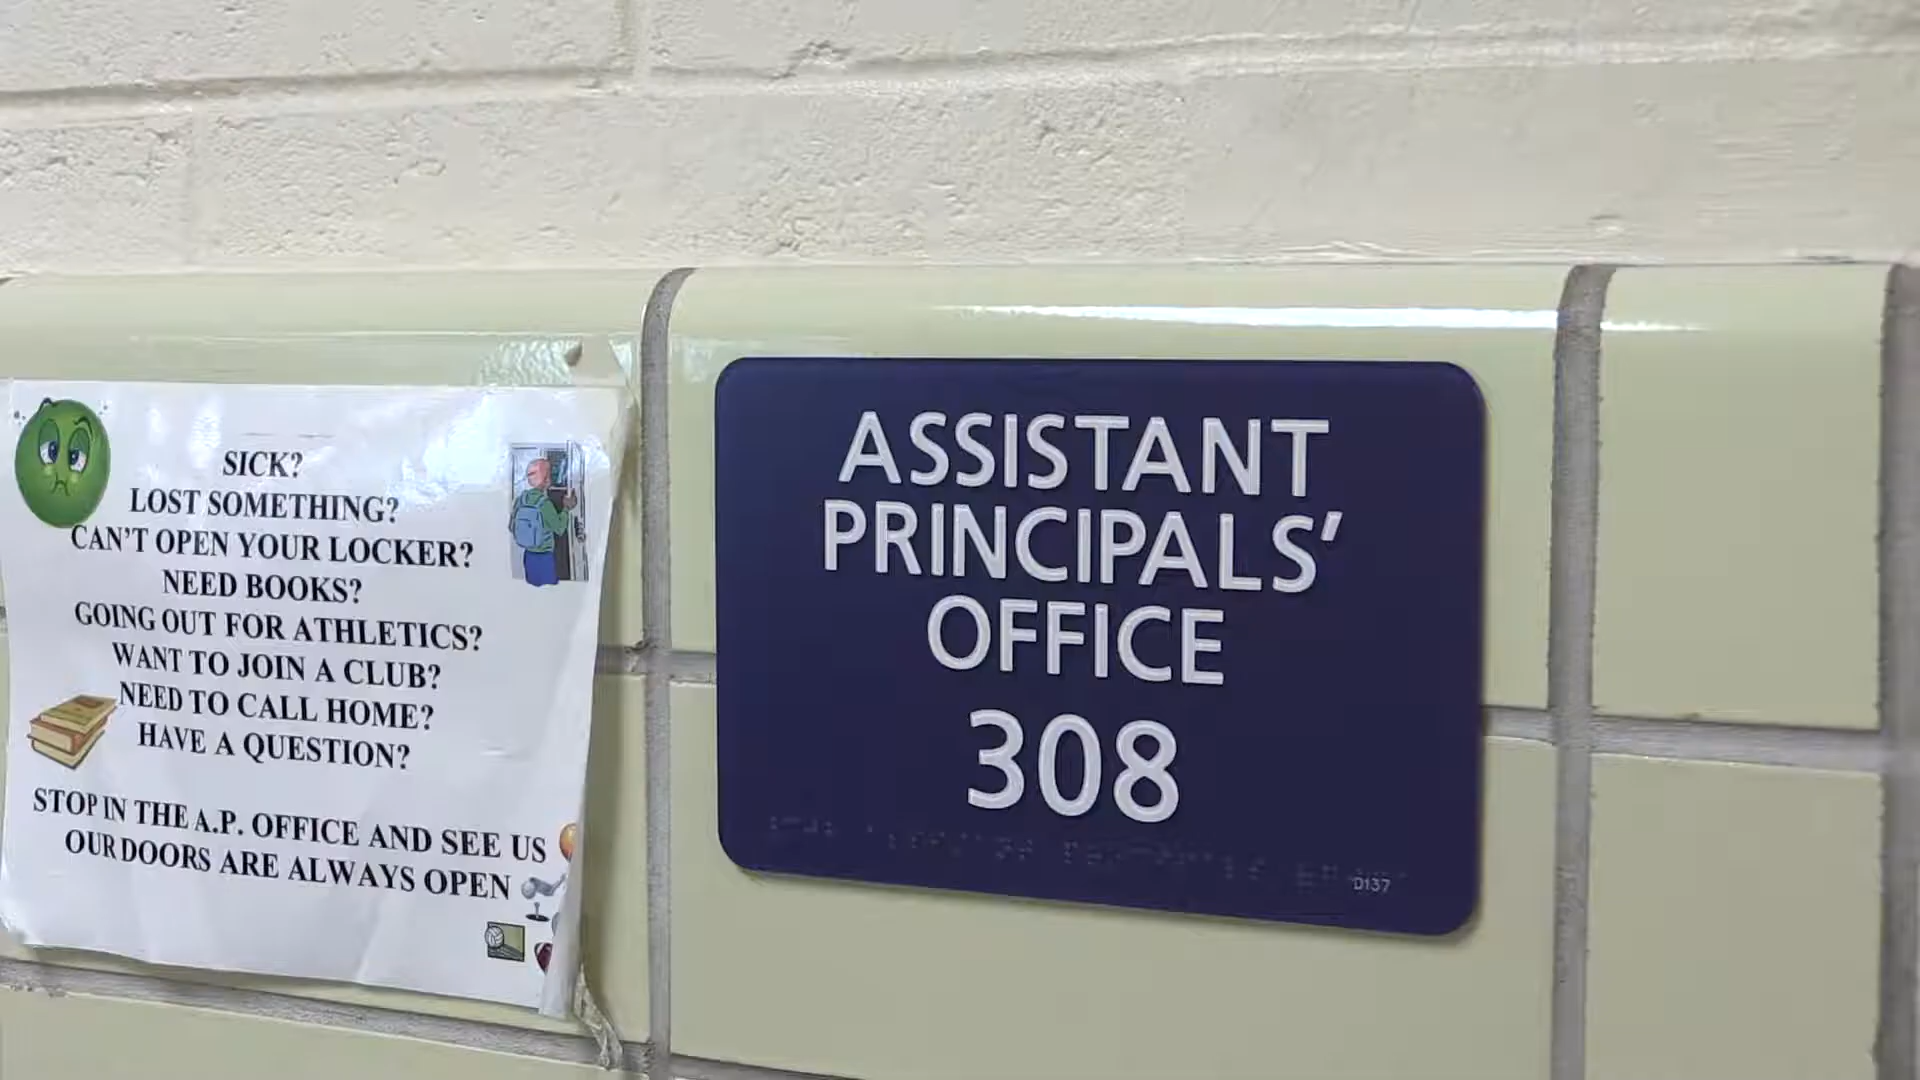 SICK?
LOST SOMETHING?
CAN'T OPEN YOUR LOCKER?
NEED BOOKS?
GOING OUT FOR ATHLETICS?
WANT TO JOIN A CLUB?
NEED TO CALL HOME?
HAVE A QUESTION?
STOP IN THE A.P. OFFICE AND SEE US
OUR DOORS ARE ALWAYS OPEN
ASSISTANT
PRINCIPALS'
OFFICE
308
D137